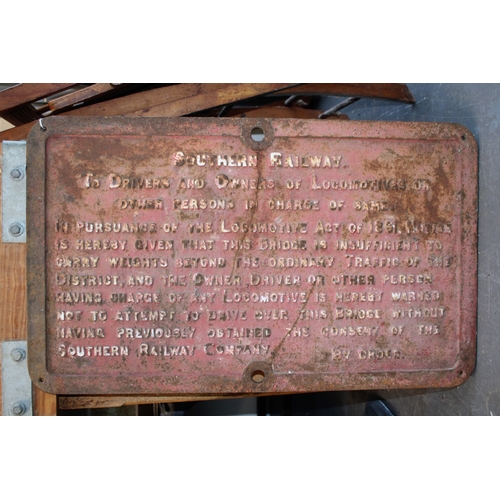 SOUTHERN RAILWAY.
TO DRIVERS AND OWNERS OF LOCOMOTIVES OR
OTHER PERSONS IN CHARGE OF SAME.
IN PURSUANCE OF THE LOCOMOTIVE ACT OF 1861, NOTICE
IS HEREBY GIVEN THAT THIS BRIDGE IS INSUFFICIENT TO
CARRY WEIGHTS BEYOND THE ORDINARY TRAFFIC OF THE
DISTRICT, AND THE OWNER, DRIVER OR OTHER PERSON
HAVING CHARGE OF ANY LOCOMOTIVE IS HEREBY WARNED
NOT TO ATTEMPT TO DRIVE OVER THIS BRIDGE WITHOUT
HAVING PREVIOUSLY OBTAINED THE CONSENT OF THE
SOUTHERN RAILWAY COMPANY. BY ORDER.